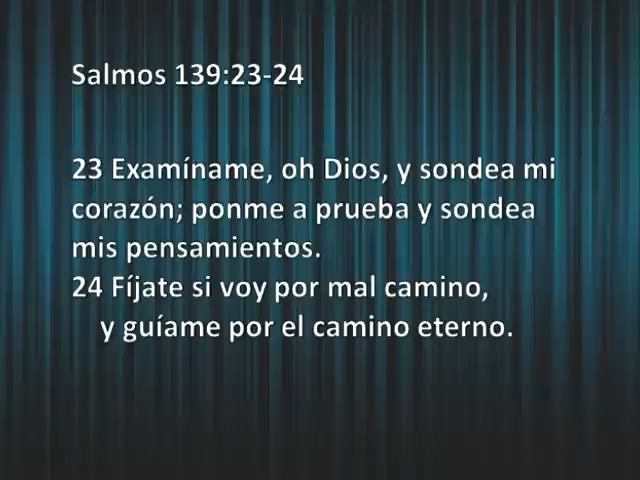 Salmos 139:23-24
23 Examíname, oh Dios, y sondea mi
corazón; ponme a prueba y sondea
mis pensamientos.
24 Fíjate si voy por mal camino,
y guíame por el camino eterno.